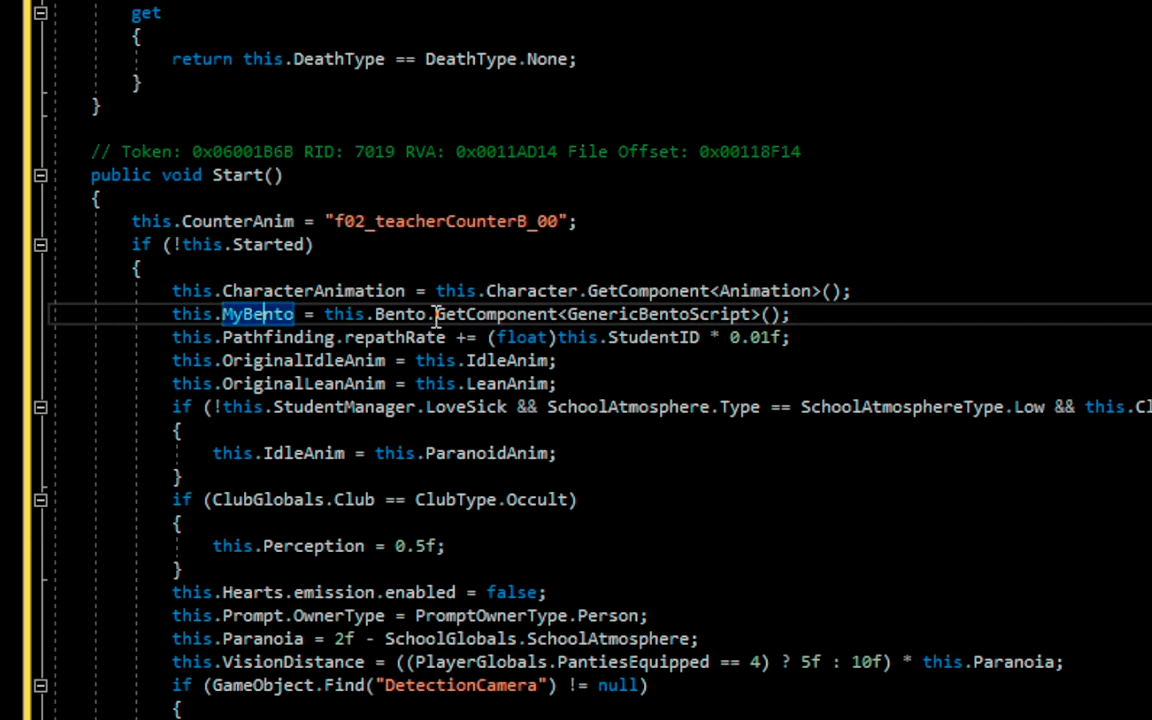 get
{
return this.DeathType == DeathType.None;
}
}
// Token: 0x06001B6B RID: 7019 RVA: 0x0011AD14 File Offset: 0x00118F14
public void Start()
{
this.CounterAnim = "f02_teacherCounterB_00";
if (!this.Started)
{
this.CharacterAnimation = this.Character.GetComponent<Animation>();
this.MyBento = this.Bento.GetComponent<GenericBentoScript>();
this.Pathfinding.repathRate += (float)this.StudentID * 0.01f;
this.OriginalIdleAnim = this.IdleAnim;
this.OriginalLeanAnim = this.LeanAnim;
if (!this.StudentManager.LoveSick && SchoolAtmosphere.Type == SchoolAtmosphereType.Low && this.Cl
{
this.IdleAnim = this.ParanoidAnim;
}
if (ClubGlobals.Club == ClubType.Occult)
{
this.Perception = 0.5f;
}
this.Hearts.emission.enabled = false;
this.Prompt.OwnerType = PromptOwnerType.Person;
this.Paranoia = 2f - SchoolGlobals.SchoolAtmosphere;
this.VisionDistance = ((PlayerGlobals.PantiesEquipped == 4) ? 5f : 10f) * this.Paranoia;
if (GameObject.Find("DetectionCamera") != null)
{